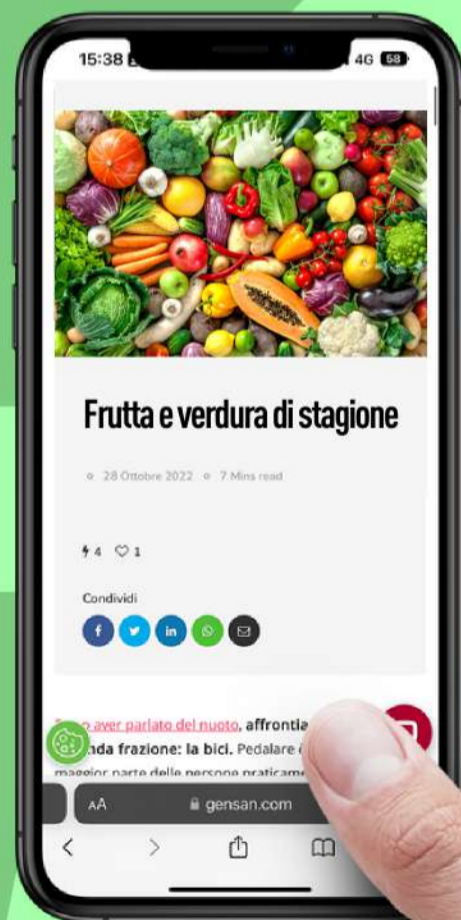 15:38
4G 58
Frutta e verdura di stagione
28 Ottobre 2022 7 Mins read
4 1
Condividi
aver parlato del nuoto, affrontia
nda frazione: la bici. Pedalare
maggior parte delle persone praticame
AA gensan.com